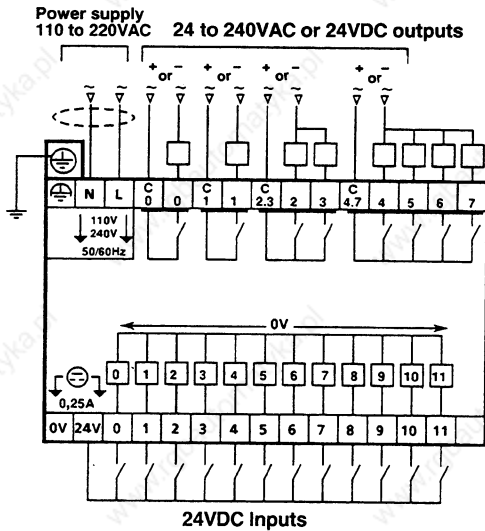 Power supply
110 to 220VAC
24 to 240VAC or 24VDC outputs
~ ~ + ~ or − ~ + ~ or − ~ + ~ or − ~ + ~ or − ~
N L C 0 0 C 1 1 C 2.3 2 3 C 4.7 4 5 6 7
110V
240V
50/60Hz
0V
0 1 2 3 4 5 6 7 8 9 10 11
0,25A
0V 24V 0 1 2 3 4 5 6 7 8 9 10 11
24VDC Inputs